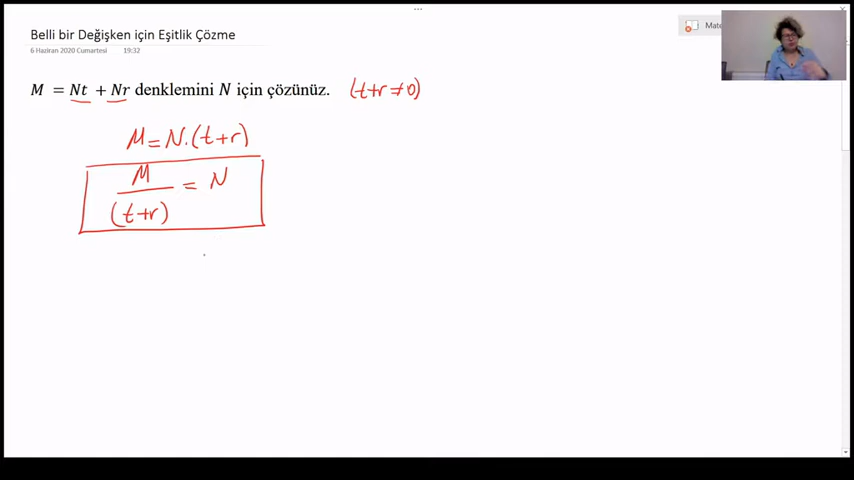 Belli bir Değişken için Eşitlik Çözme
6 Haziran 2020 Cumartesi 19:32
M = Nt + Nr denklemini N için çözünüz. (t+r≠0)
M=N.(t+r)
M/(t+r) = N